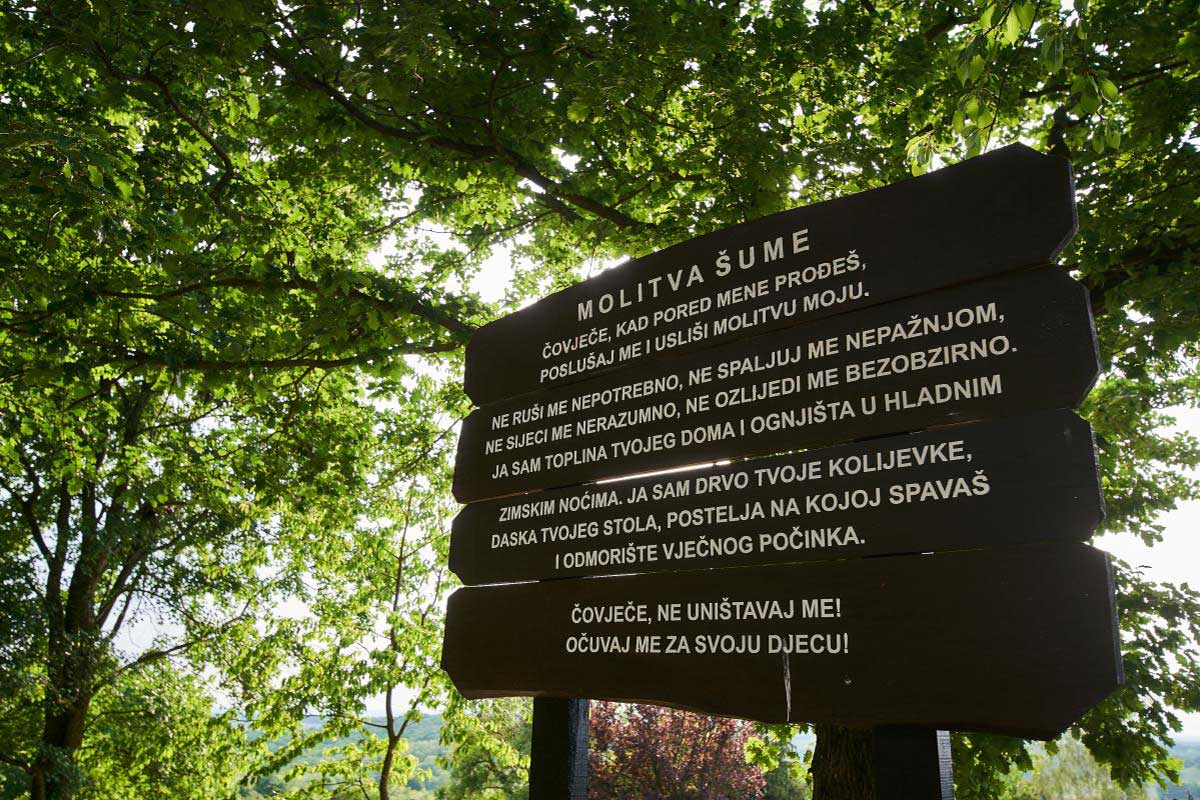 MOLITVA ŠUME
ČOVJEČE, KAD PORED MENE PROĐEŠ,
POSLUŠAJ ME I USLIŠI MOLITVU MOJU.
NE RUŠI ME NEPOTREBNO, NE SPALJUJ ME NEPAŽNJOM,
NE SIJECI ME NERAZUMNO, NE OZLIJEDI ME BEZOBZIRNO.
JA SAM TOPLINA TVOJEG DOMA I OGNJIŠTA U HLADNIM
ZIMSKIM NOĆIMA. JA SAM DRVO TVOJE KOLIJEVKE,
DASKA TVOJEG STOLA, POSTELJA NA KOJOJ SPAVAŠ
I ODMORIŠTE VJEČNOG POČINKA.
ČOVJEČE, NE UNIŠTAVAJ ME!
OČUVAJ ME ZA SVOJU DJECU!